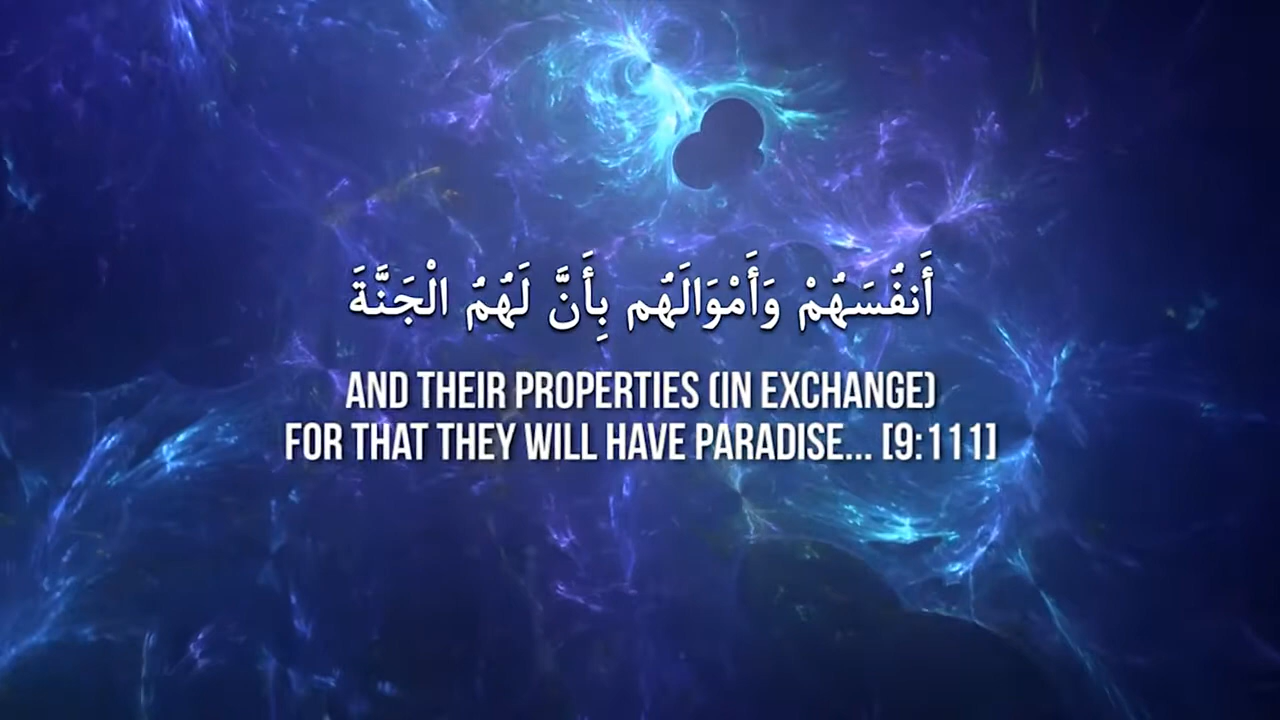 أَنفُسَهُمْ وَأَمْوَالَهُم بِأَنَّ لَهُمُ الْجَنَّةَ
AND THEIR PROPERTIES (IN EXCHANGE)
FOR THAT THEY WILL HAVE PARADISE... [9:111]